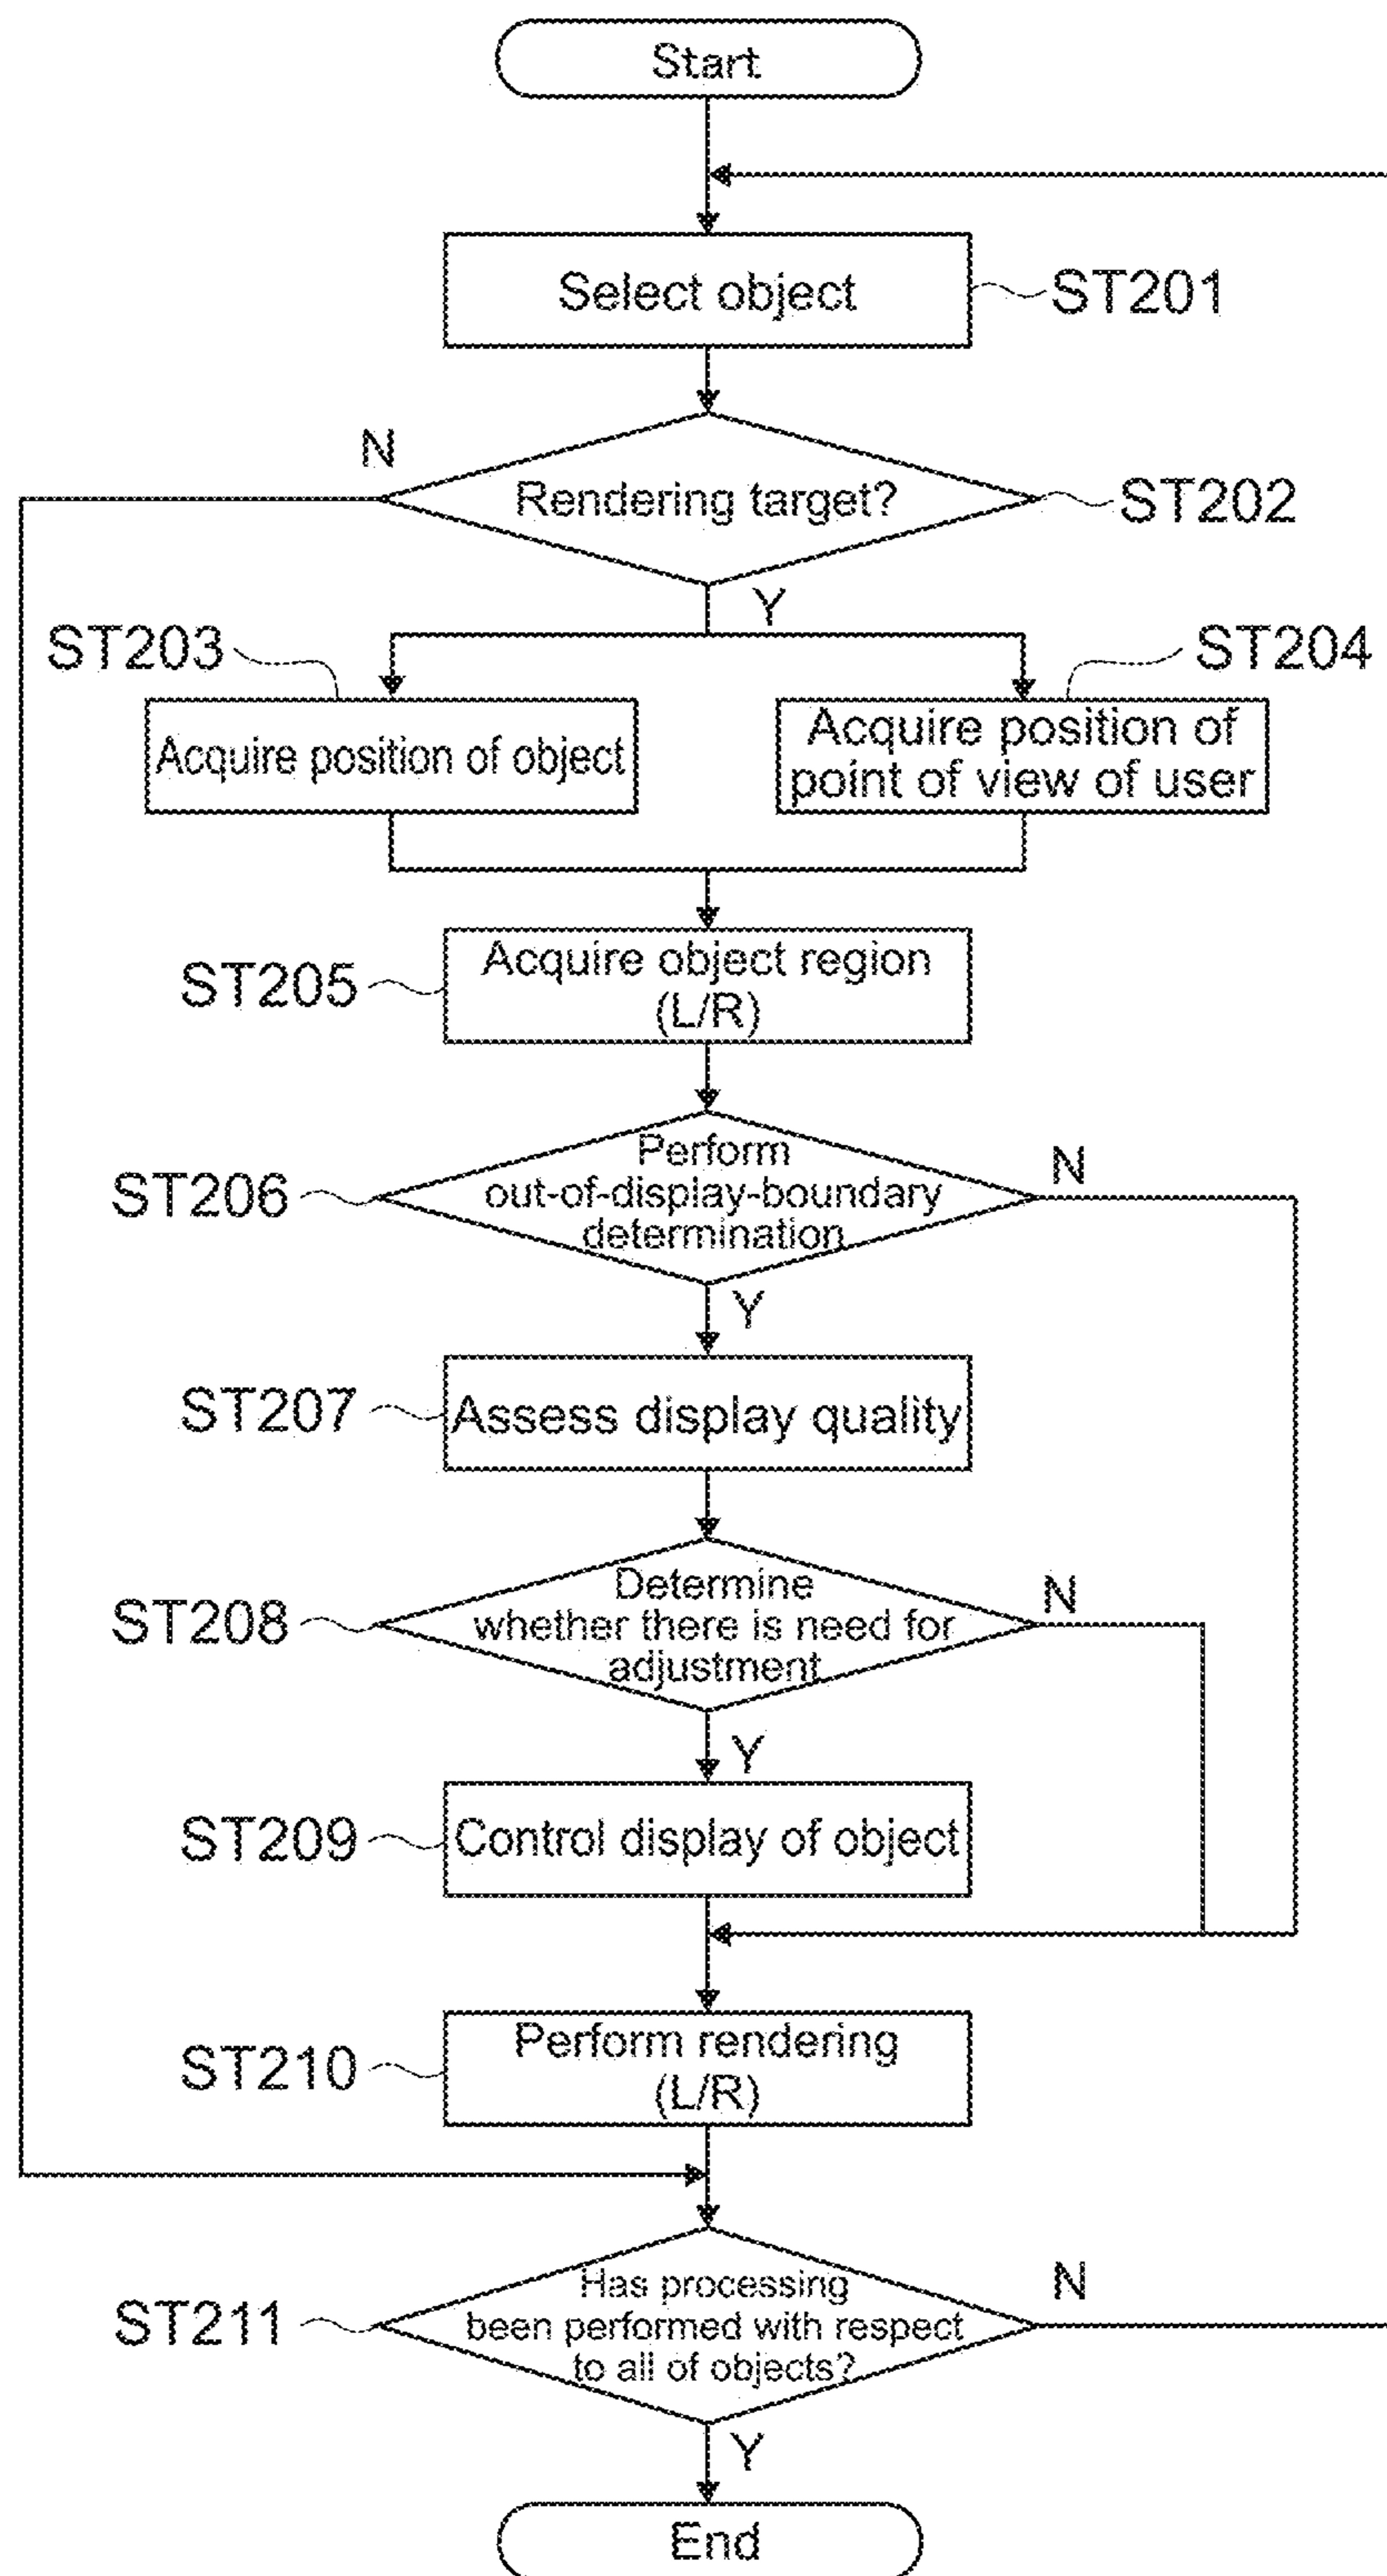 Start
Select object
ST201
N
Rendering target?
ST202
Y
ST203
ST204
Acquire position of object
Acquire position of
point of view of user
ST205
Acquire object region
(L/R)
ST206
Perform
out-of-display-boundary
determination
N
Y
ST207
Assess display quality
ST208
Determine
whether there is need for
adjustment
N
Y
ST209
Control display of object
ST210
Perform rendering
(L/R)
ST211
Has processing
been performed with respect
to all of objects?
N
Y
End